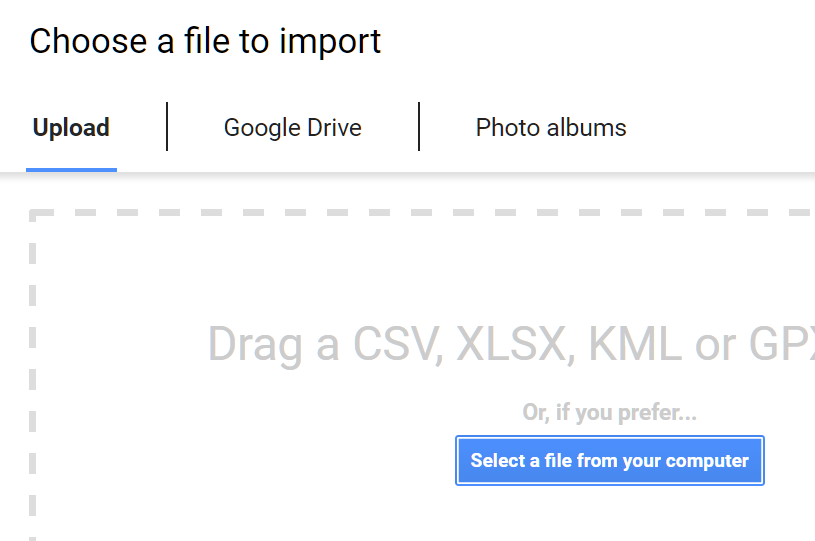 Choose a file to import
Upload
Google Drive
Photo albums
Drag a CSV, XLSX, KML or
Or, if you prefer...
Select a file from your computer